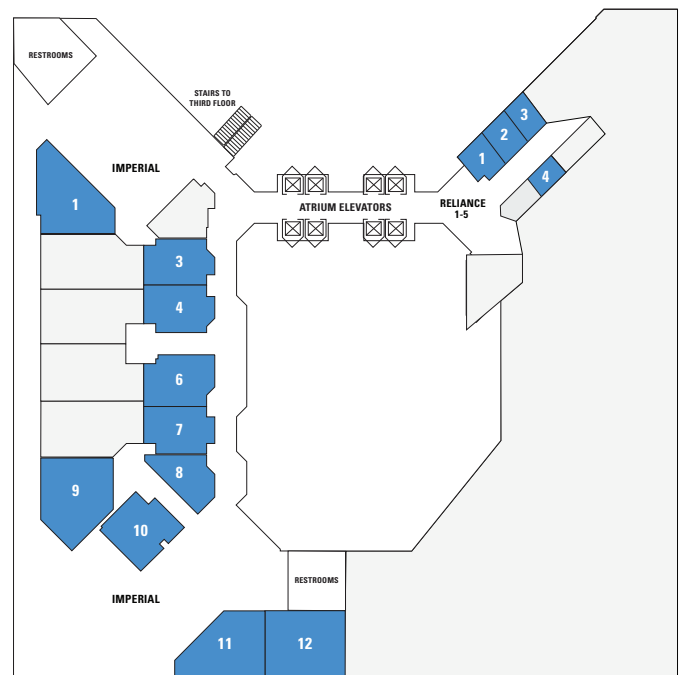 RESTROOMS
STAIRS TO
THIRD FLOOR
3
2
1
IMPERIAL
4
1
ATRIUM ELEVATORS
RELIANCE
1-5
3
4
6
7
8
9
10
RESTROOMS
IMPERIAL
11
12